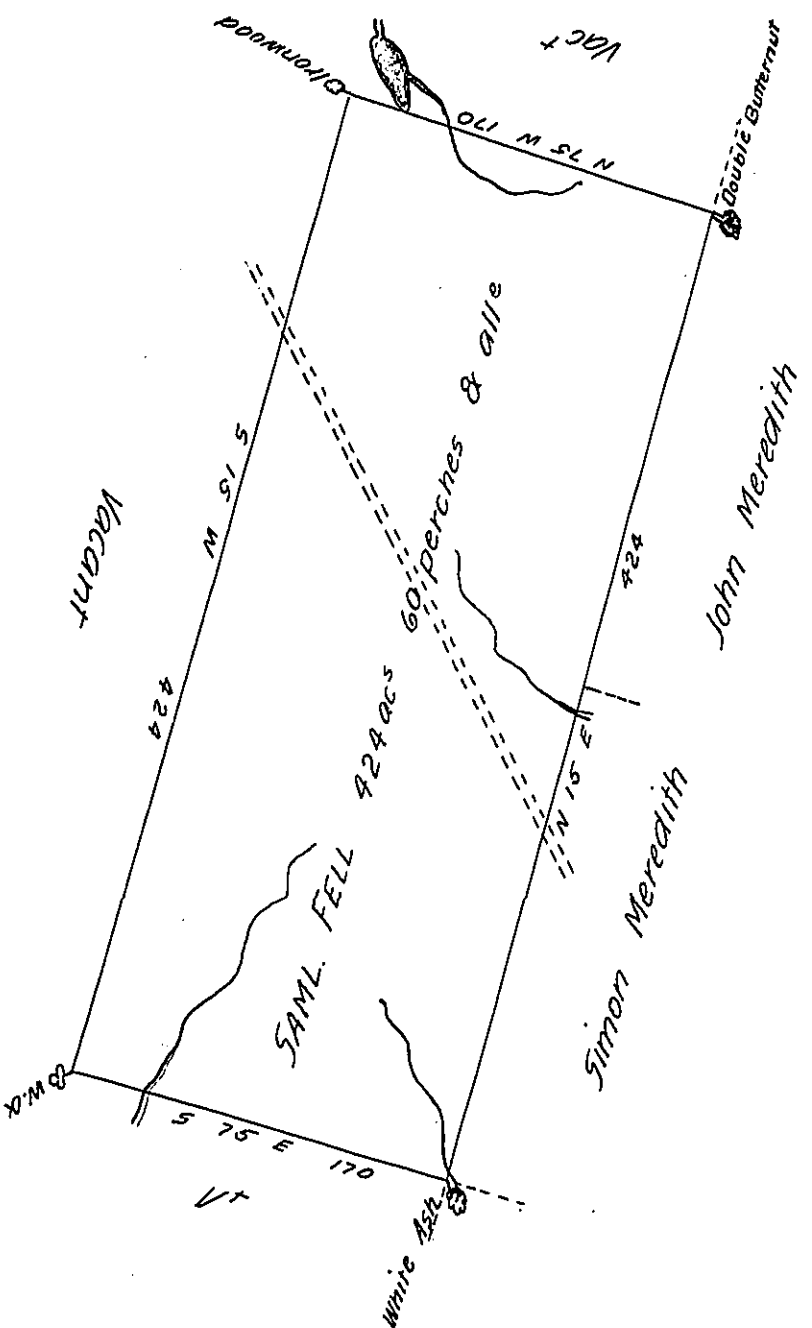 Ironwood
Vact
Double Butternut
N 75 W 170
S 15 W 424
Vacant
SAML. FELL 424 acs 60 perches & alle
N 15 E 424
John Meredith
Simon Meredith
W.a
S 75 E 170
Vt
White Ash